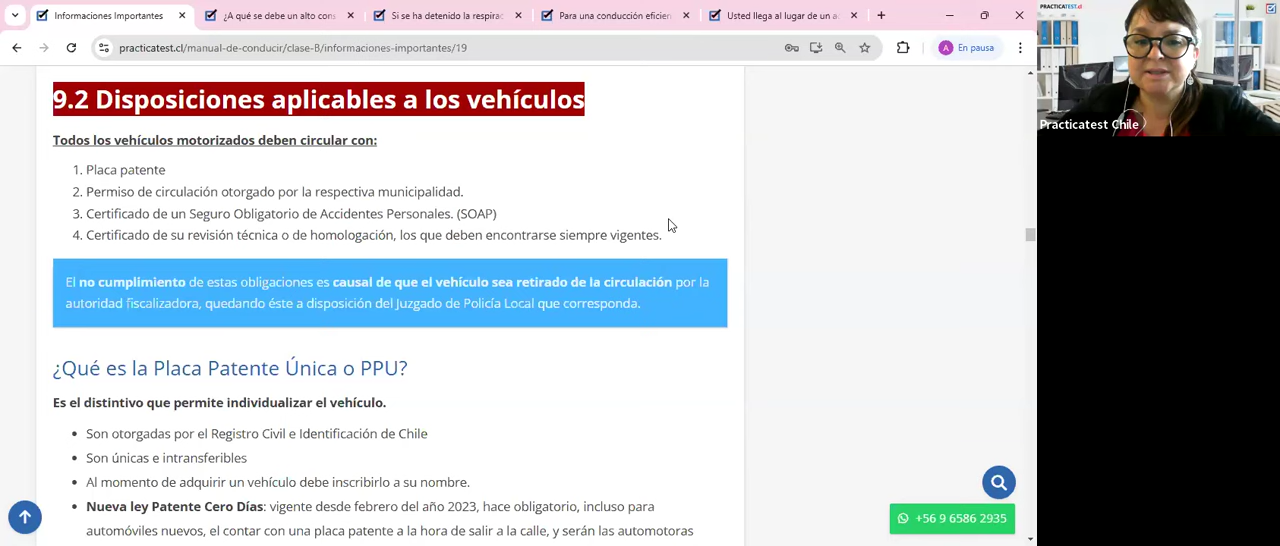 Informaciones Importantes
¿A qué se debe un alto cons
Si se ha detenido la respirac
Para una conducción eficien
Usted llega al lugar de un ac
practicatest.cl/manual-de-conducir/clase-B/informaciones-importantes/19
A
En pausa
PRACTICATEST.cl
Practicatest Chile
9.2 Disposiciones aplicables a los vehículos
Todos los vehículos motorizados deben circular con:
1. Placa patente
2. Permiso de circulación otorgado por la respectiva municipalidad.
3. Certificado de un Seguro Obligatorio de Accidentes Personales. (SOAP)
4. Certificado de su revisión técnica o de homologación, los que deben encontrarse siempre vigentes.
El no cumplimiento de estas obligaciones es causal de que el vehículo sea retirado de la circulación por la
autoridad fiscalizadora, quedando éste a disposición del Juzgado de Policía Local que corresponda.
¿Qué es la Placa Patente Única o PPU?
Es el distintivo que permite individualizar el vehículo.
• Son otorgadas por el Registro Civil e Identificación de Chile
• Son únicas e intransferibles
• Al momento de adquirir un vehículo debe inscribirlo a su nombre.
• Nueva ley Patente Cero Días: vigente desde febrero del año 2023, hace obligatorio, incluso para
automóviles nuevos, el contar con una placa patente a la hora de salir a la calle, y serán las automotoras
+56 9 6586 2935